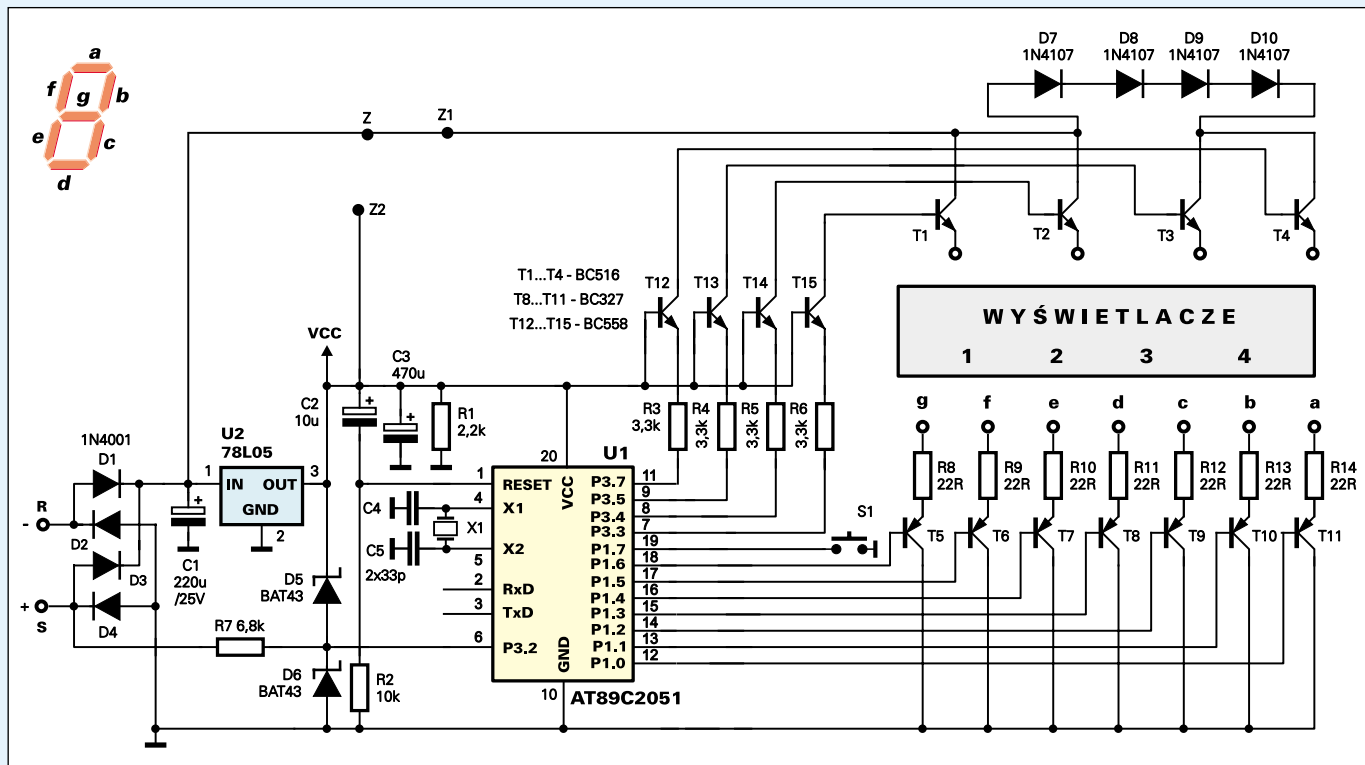 a
f
g
b
e
c
d
D7
1N4107
D8
1N4107
D9
1N4107
D10
1N4107
Z
Z1
Z2
T1
T2
T3
T4
T1...T4 - BC516
T8...T11 - BC327
T12...T15 - BC558
T12
T13
T14
T15
WYŚWIETLACZE
1 2 3 4
VCC
C3
470u
+
C2
10u
+
R1
2,2k
R3
3,3k
R4
3,3k
R5
3,3k
R6
3,3k
g f e d c b a
R8
22R
R9
22R
R10
22R
R11
22R
R12
22R
R13
22R
R14
22R
1N4001
D1
D2
D3
D4
R
-
+
S
U2
78L05
1
IN
OUT
3
GND
2
+
C1
220u
/25V
D5
BAT43
D6
BAT43
R7 6,8k
R2
10k
C4
C5
2x33p
X1
U1
20
VCC
1
RESET
4
X1
X2
5
2
RxD
3
TxD
6
P3.2
GND
10
P3.7
11
P3.5
9
P3.4
8
P3.3
7
P1.7
19
P1.6
18
P1.5
17
P1.4
16
P1.3
15
P1.2
14
P1.1
13
P1.0
12
AT89C2051
S1
T5
T6
T7
T8
T9
T10
T11